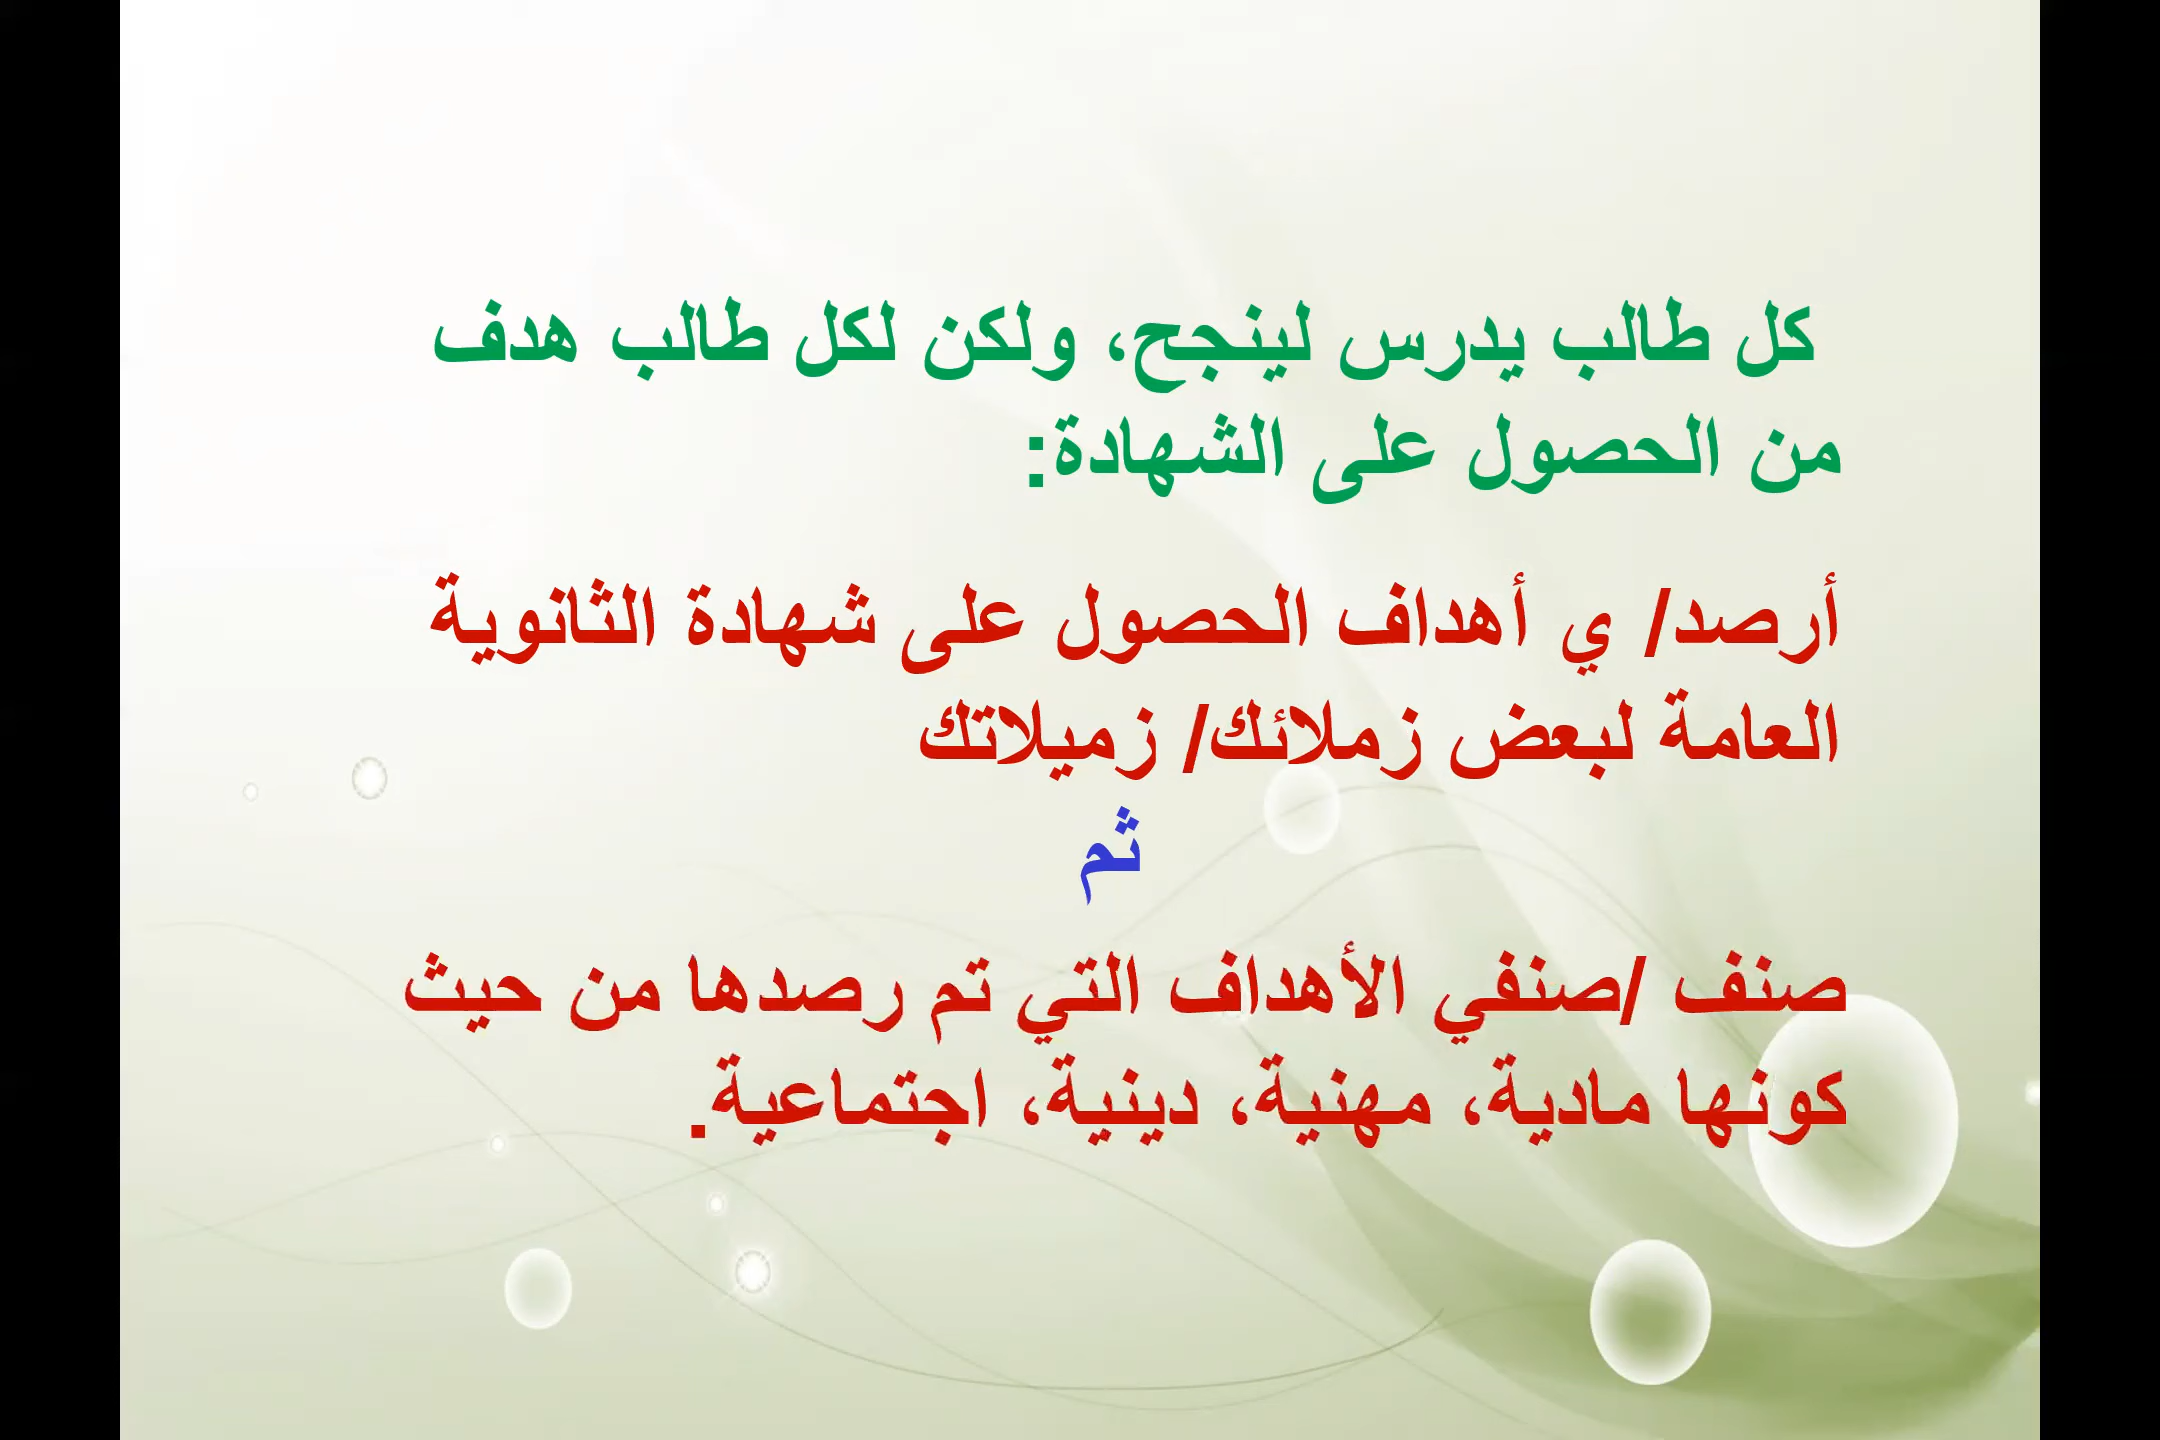 كل طالب يدرس لينجح، ولكن لكل طالب هدف
من الحصول على الشهادة:
أرصد/ ي أهداف الحصول على شهادة الثانوية
العامة لبعض زملائك/ زميلاتك
ثم
صنف /صنفي الأهداف التي تم رصدها من حيث
كونها مادية، مهنية، دينية، اجتماعية.